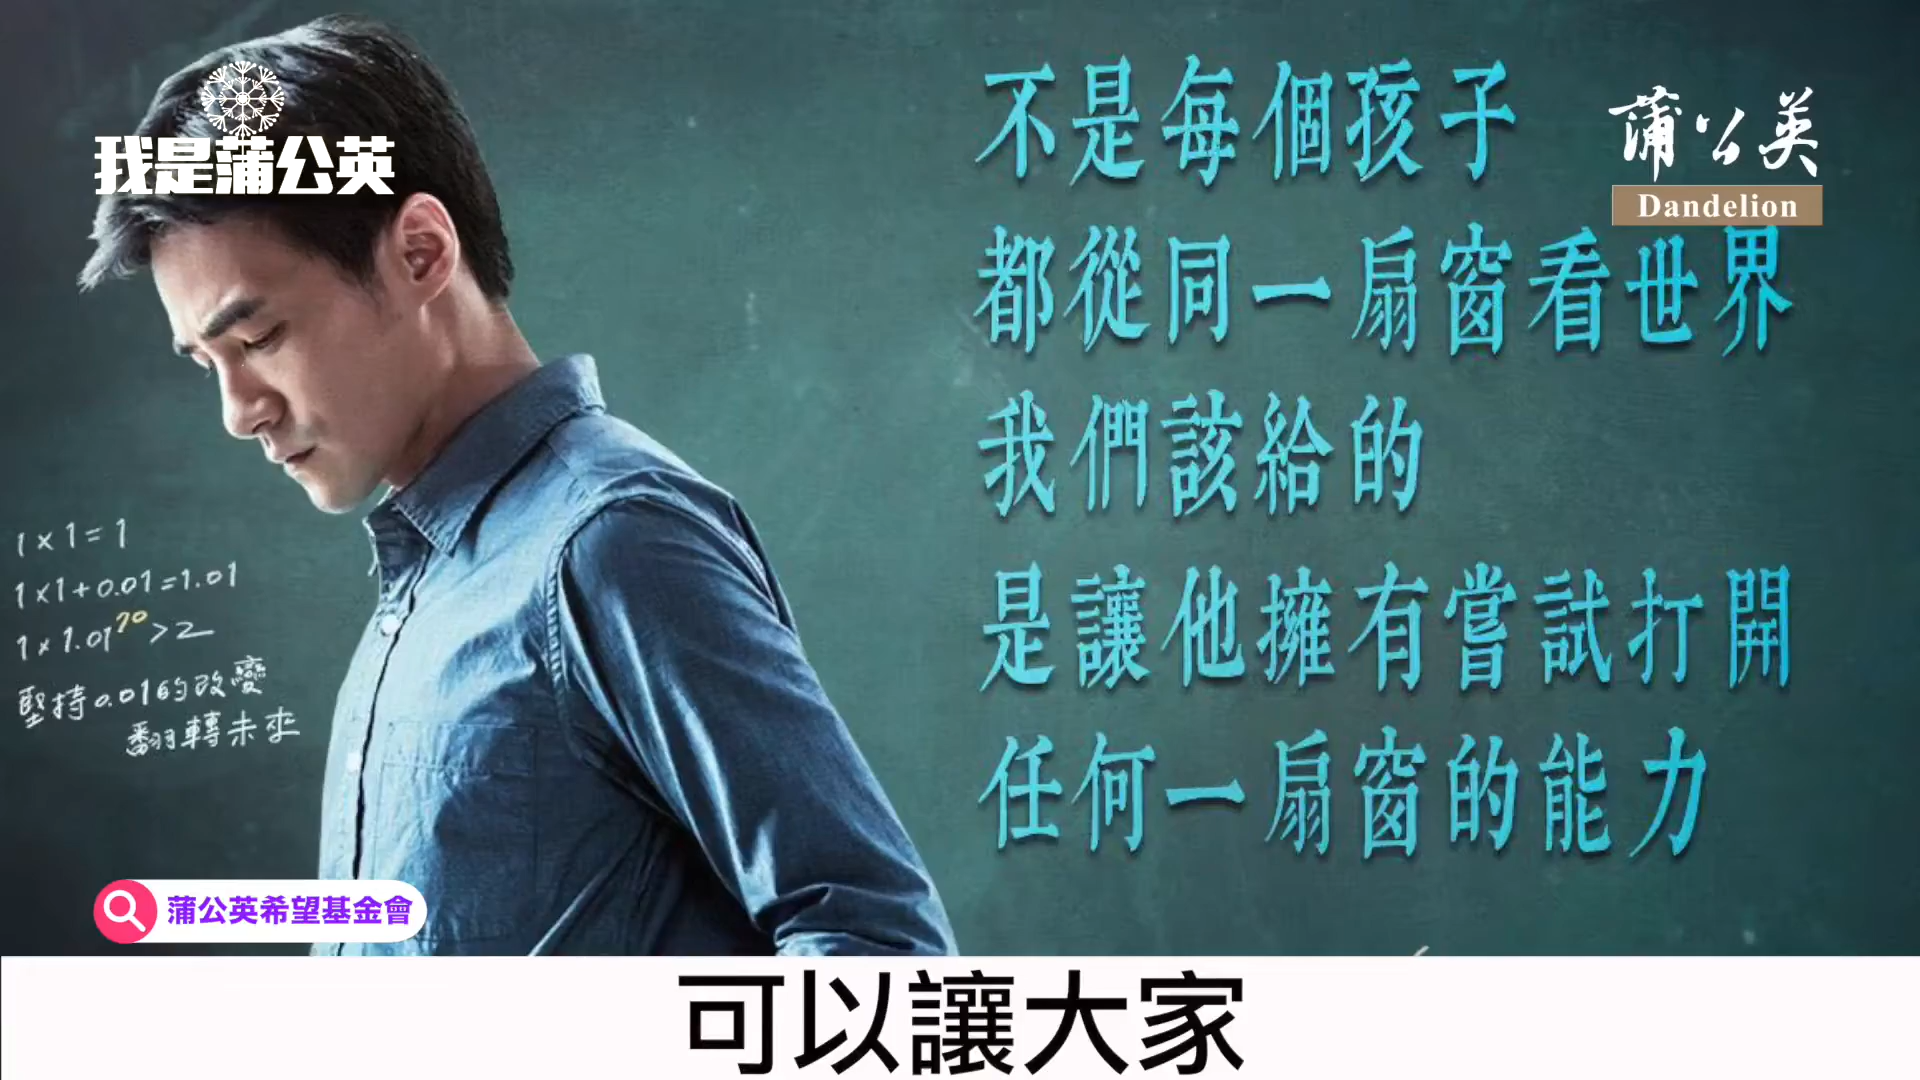 我是蒲公英
蒲公英
Dandelion
不是每個孩子
都從同一扇窗看世界
我們該給的
是讓他擁有嘗試打開
任何一扇窗的能力
1×1=1
1×1+0.01=1.01
1×1.01⁷⁰>2
堅持0.01的改變
翻轉未來
蒲公英希望基金會
可以讓大家